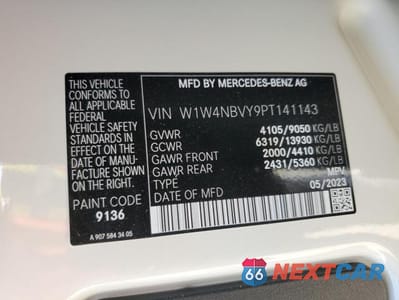 MFD BY MERCEDES-BENZ AG
THIS VEHICLE
CONFORMS TO
ALL APPLICABLE
FEDERAL
MOTOR VEHICLE
SAFETY
STANDARDS IN
EFFECT ON THE
DATE OF MANU-
FACTURE SHOWN
PAINT CODE
9136
A 907 584 34 05
VIN W1W4NBVY9PT141143
GVWR 4105/9050 KG/LB
GCWR 6319/13930 KG/LB
GAWR FRONT 2000/4410 KG/LB
GAWR REAR 2431/5360 KG/LB
TYPE MPV
DATE OF MFD 05/2023
66 NEXTCAR